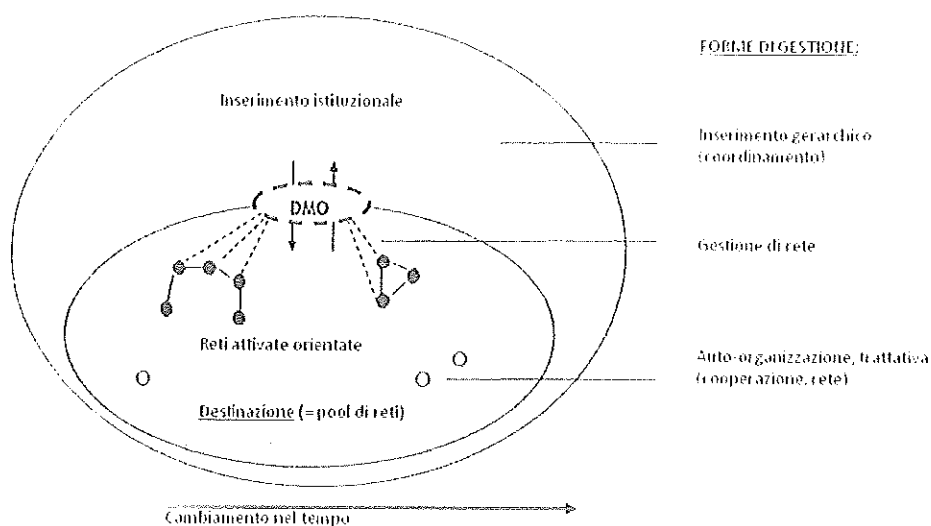 FORME DI GESTIONE:
Inserimento istituzionale
Inserimento gerarchico
(coordinamento)
DMO
Gestione di rete
Reti attivate orientate
Auto-organizzazione, trattativa
(cooperazione, rete)
Destinazione (= pool di reti)
Cambiamento nel tempo